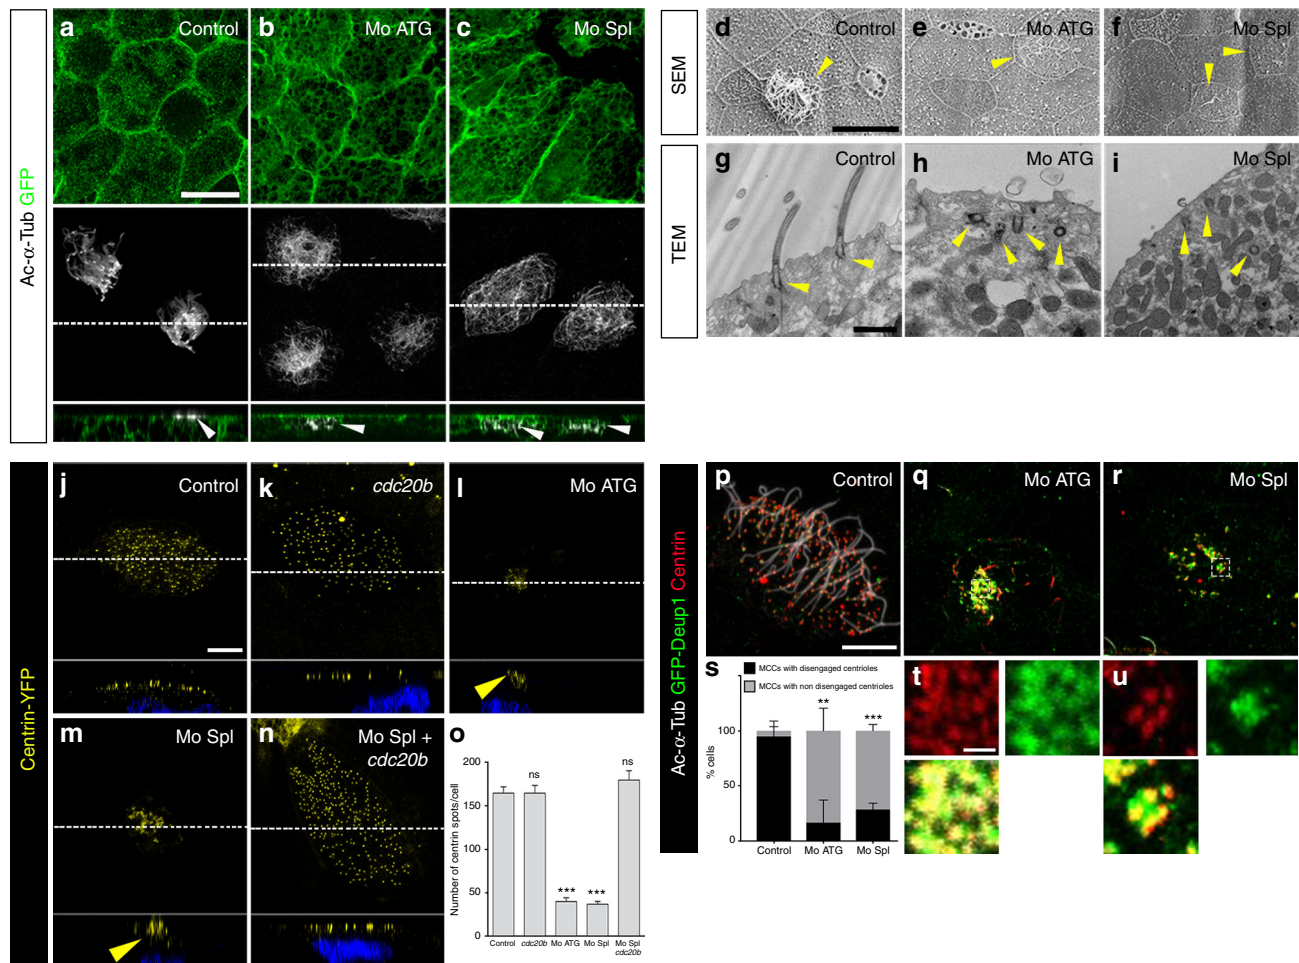 Ac-α-Tub GFP
a Control
b Mo ATG
c Mo Spl
SEM
d Control
e Mo ATG
f Mo Spl
TEM
g Control
h Mo ATG
i Mo Spl
Centrin-YFP
j Control
k cdc20b
l Mo ATG
m Mo Spl
n Mo Spl +
cdc20b
o
Number of centrin spots/cell
200
150
100
50
0
ns
***
***
ns
Control
cdc20b
Mo ATG
Mo Spl
Mo Spl
cdc20b
Ac-α-Tub GFP-Deup1 Centrin
p Control
q Mo ATG
r Mo Spl
s
MCCs with disengaged centrioles
MCCs with non disengaged centrioles
% cells
100
50
0
**
***
Control
Mo ATG
Mo Spl
t
u